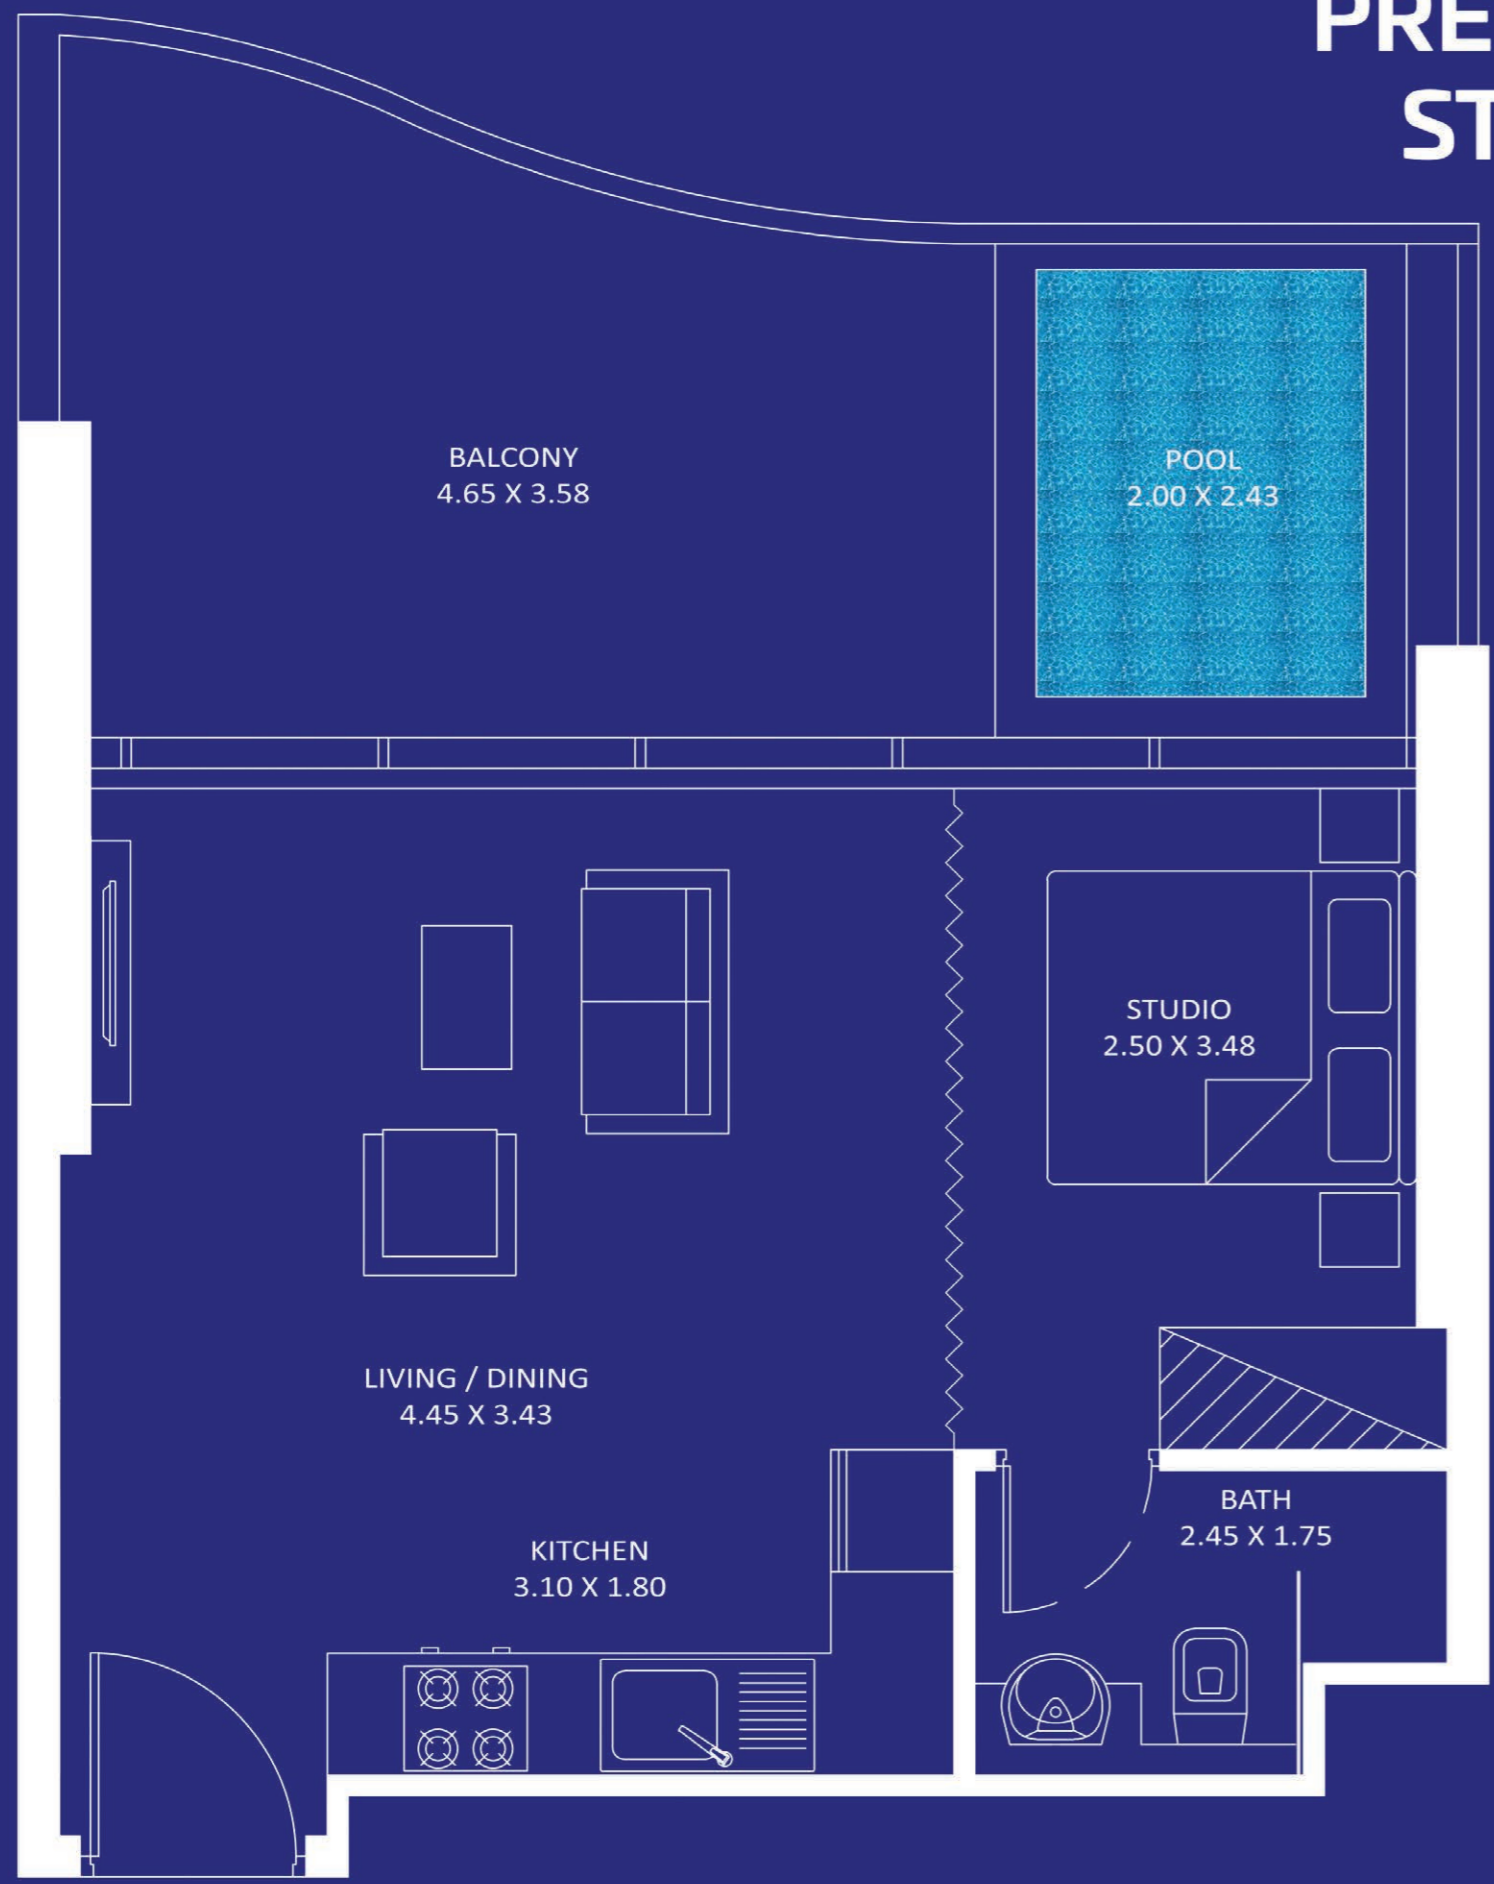 PRE
ST
BALCONY
4.65 X 3.58
POOL
2.00 X 2.43
STUDIO
2.50 X 3.48
LIVING / DINING
4.45 X 3.43
BATH
2.45 X 1.75
KITCHEN
3.10 X 1.80